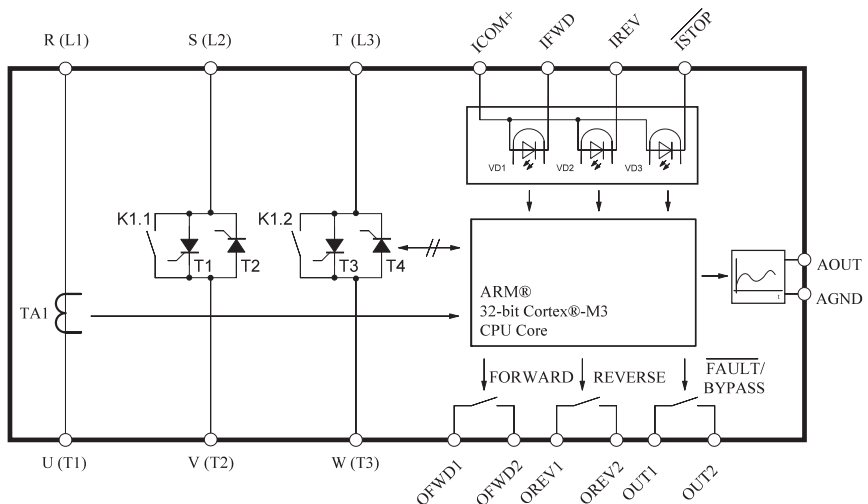 R (L1)
S (L2)
T (L3)
ICOM+
IFWD
IREV
ISTOP
VD1
VD2
VD3
K1.1
T1
T2
K1.2
T3
T4
ARM®
32-bit Cortex®-M3
CPU Core
t
AOUT
AGND
TA1
FORWARD
REVERSE
FAULT/
BYPASS
U (T1)
V (T2)
W (T3)
OFWD1
OFWD2
OREV1
OREV2
OUT1
OUT2